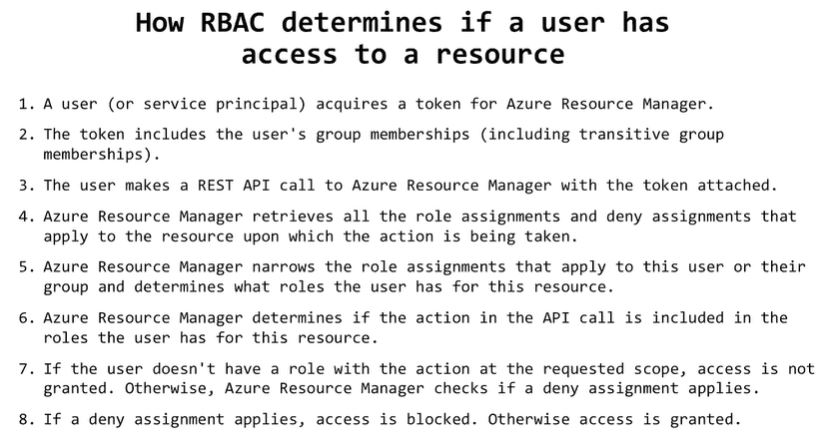 How RBAC determines if a user has
access to a resource
1. A user (or service principal) acquires a token for Azure Resource Manager.
2. The token includes the user's group memberships (including transitive group
memberships).
3. The user makes a REST API call to Azure Resource Manager with the token attached.
4. Azure Resource Manager retrieves all the role assignments and deny assignments that
apply to the resource upon which the action is being taken.
5. Azure Resource Manager narrows the role assignments that apply to this user or their
group and determines what roles the user has for this resource.
6. Azure Resource Manager determines if the action in the API call is included in the
roles the user has for this resource.
7. If the user doesn't have a role with the action at the requested scope, access is not
granted. Otherwise, Azure Resource Manager checks if a deny assignment applies.
8. If a deny assignment applies, access is blocked. Otherwise access is granted.